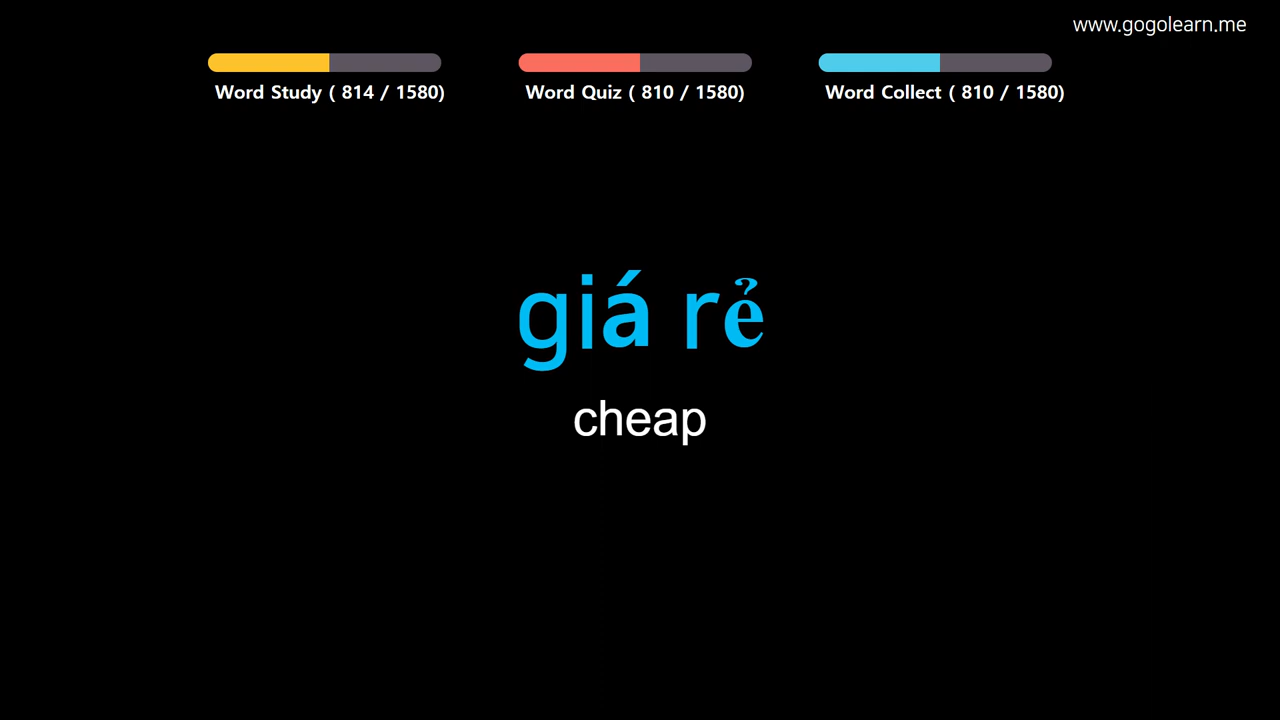 www.gogolearn.me
Word Study ( 814 / 1580)
Word Quiz ( 810 / 1580)
Word Collect ( 810 / 1580)
giá rẻ
cheap